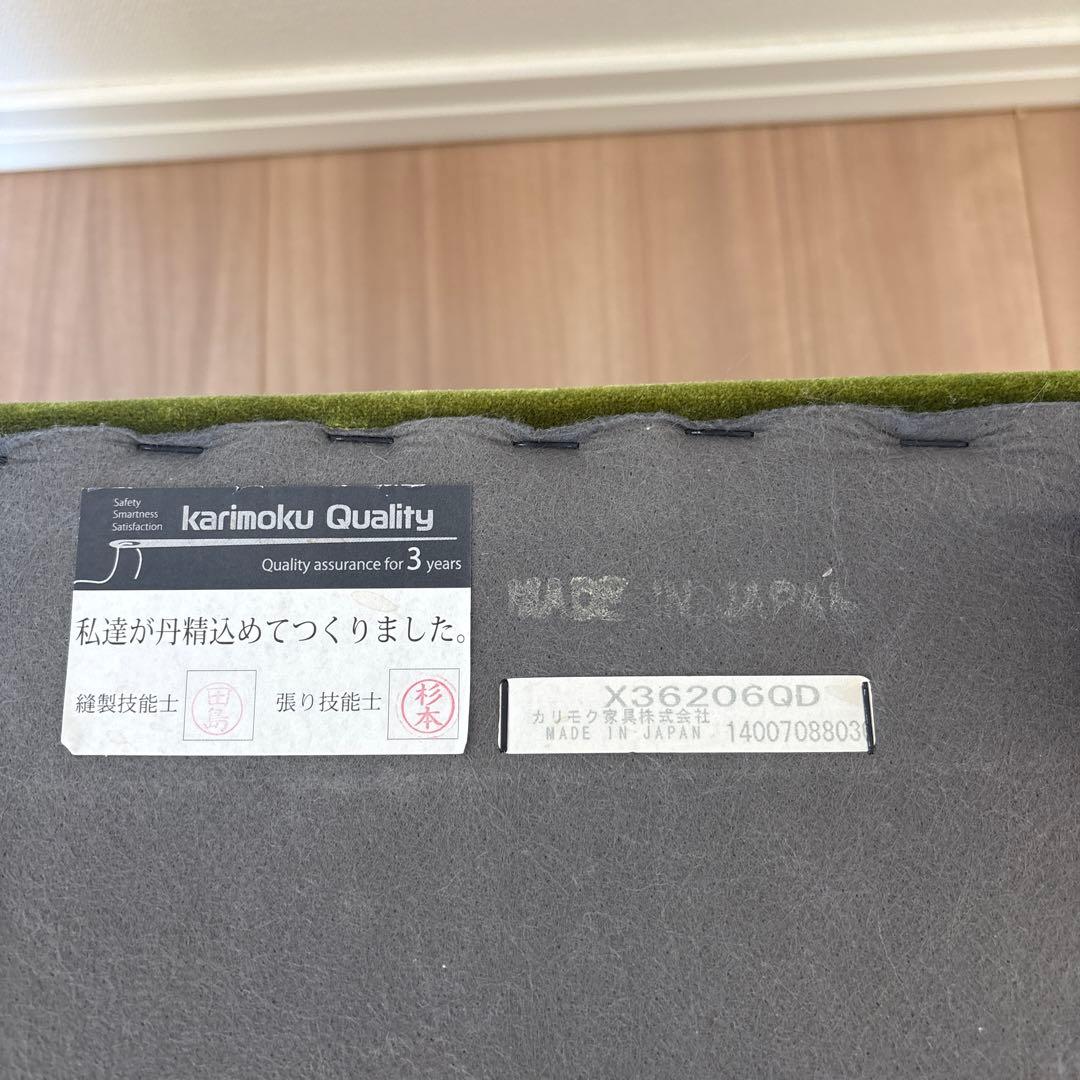 Safety
Smartness
Satisfaction
karimoku Quality
Quality assurance for 3 years
私達が丹精込めてつくりました。
縫製技能士 田島 張り技能士 杉本
MADE IN JAPAN
X36206QD
カリモク家具株式会社
MADE IN JAPAN 14007088030